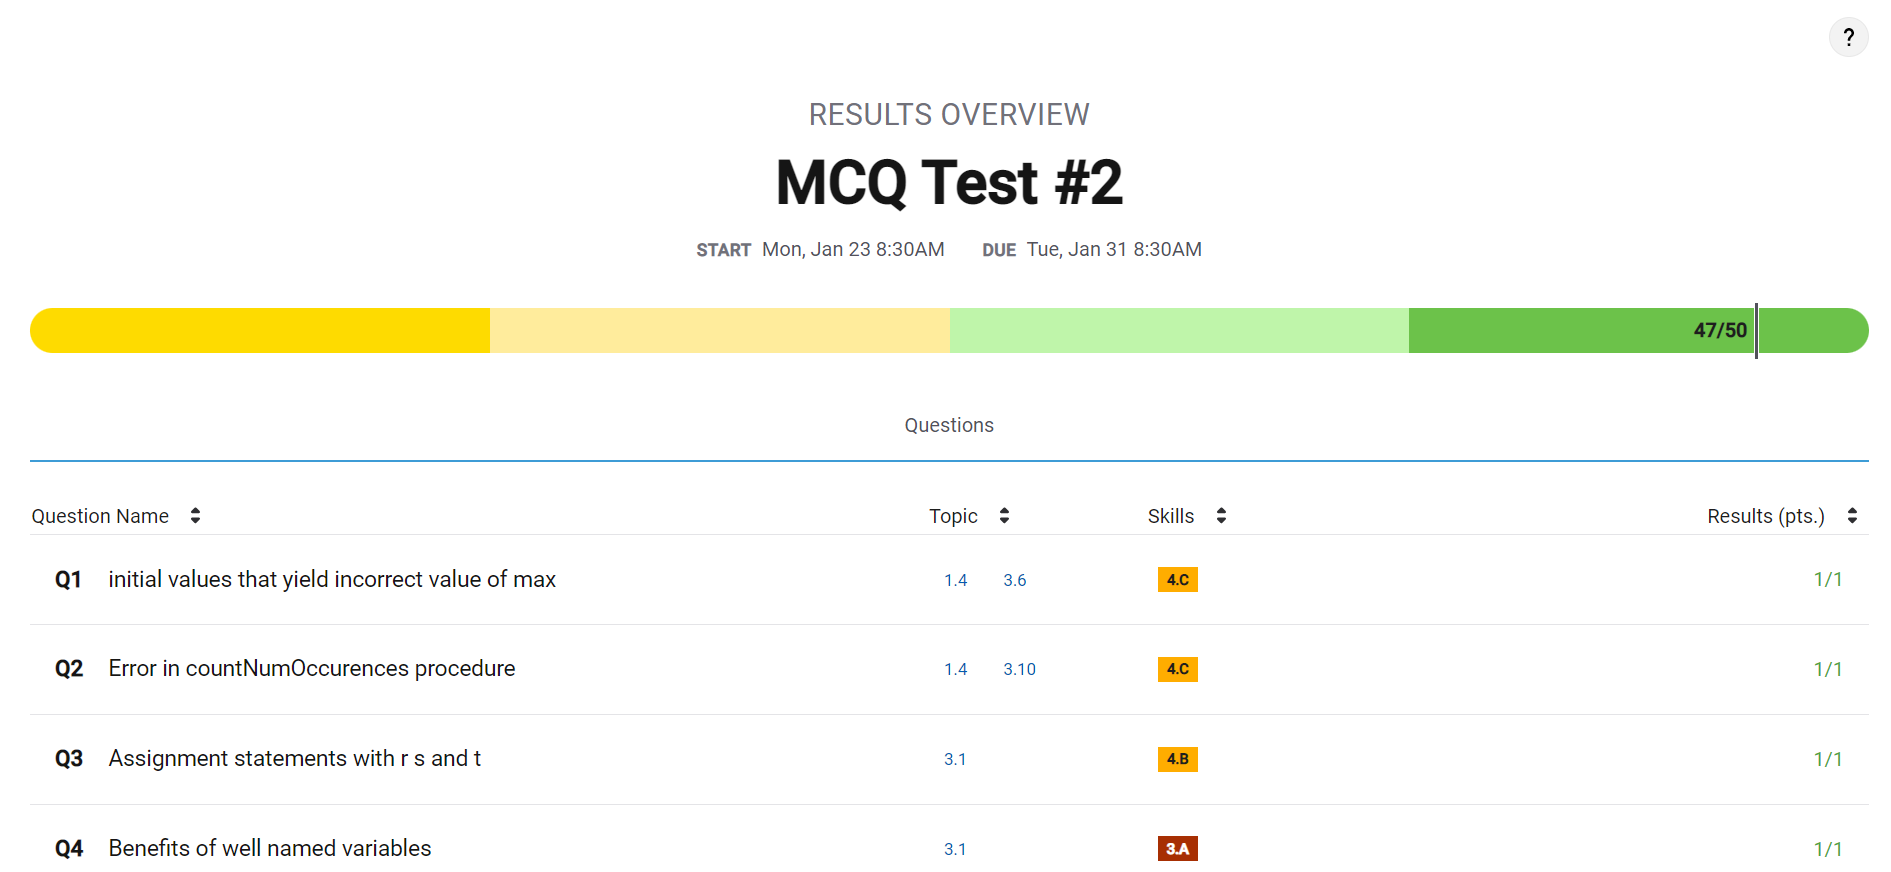 ?
RESULTS OVERVIEW
MCQ Test #2
START Mon, Jan 23 8:30AM DUE Tue, Jan 31 8:30AM
47/50
Questions
Question Name Topic Skills Results (pts.)
Q1 initial values that yield incorrect value of max 1.4 3.6 4.C 1/1
Q2 Error in countNumOccurences procedure 1.4 3.10 4.C 1/1
Q3 Assignment statements with r s and t 3.1 4.B 1/1
Q4 Benefits of well named variables 3.1 3.A 1/1